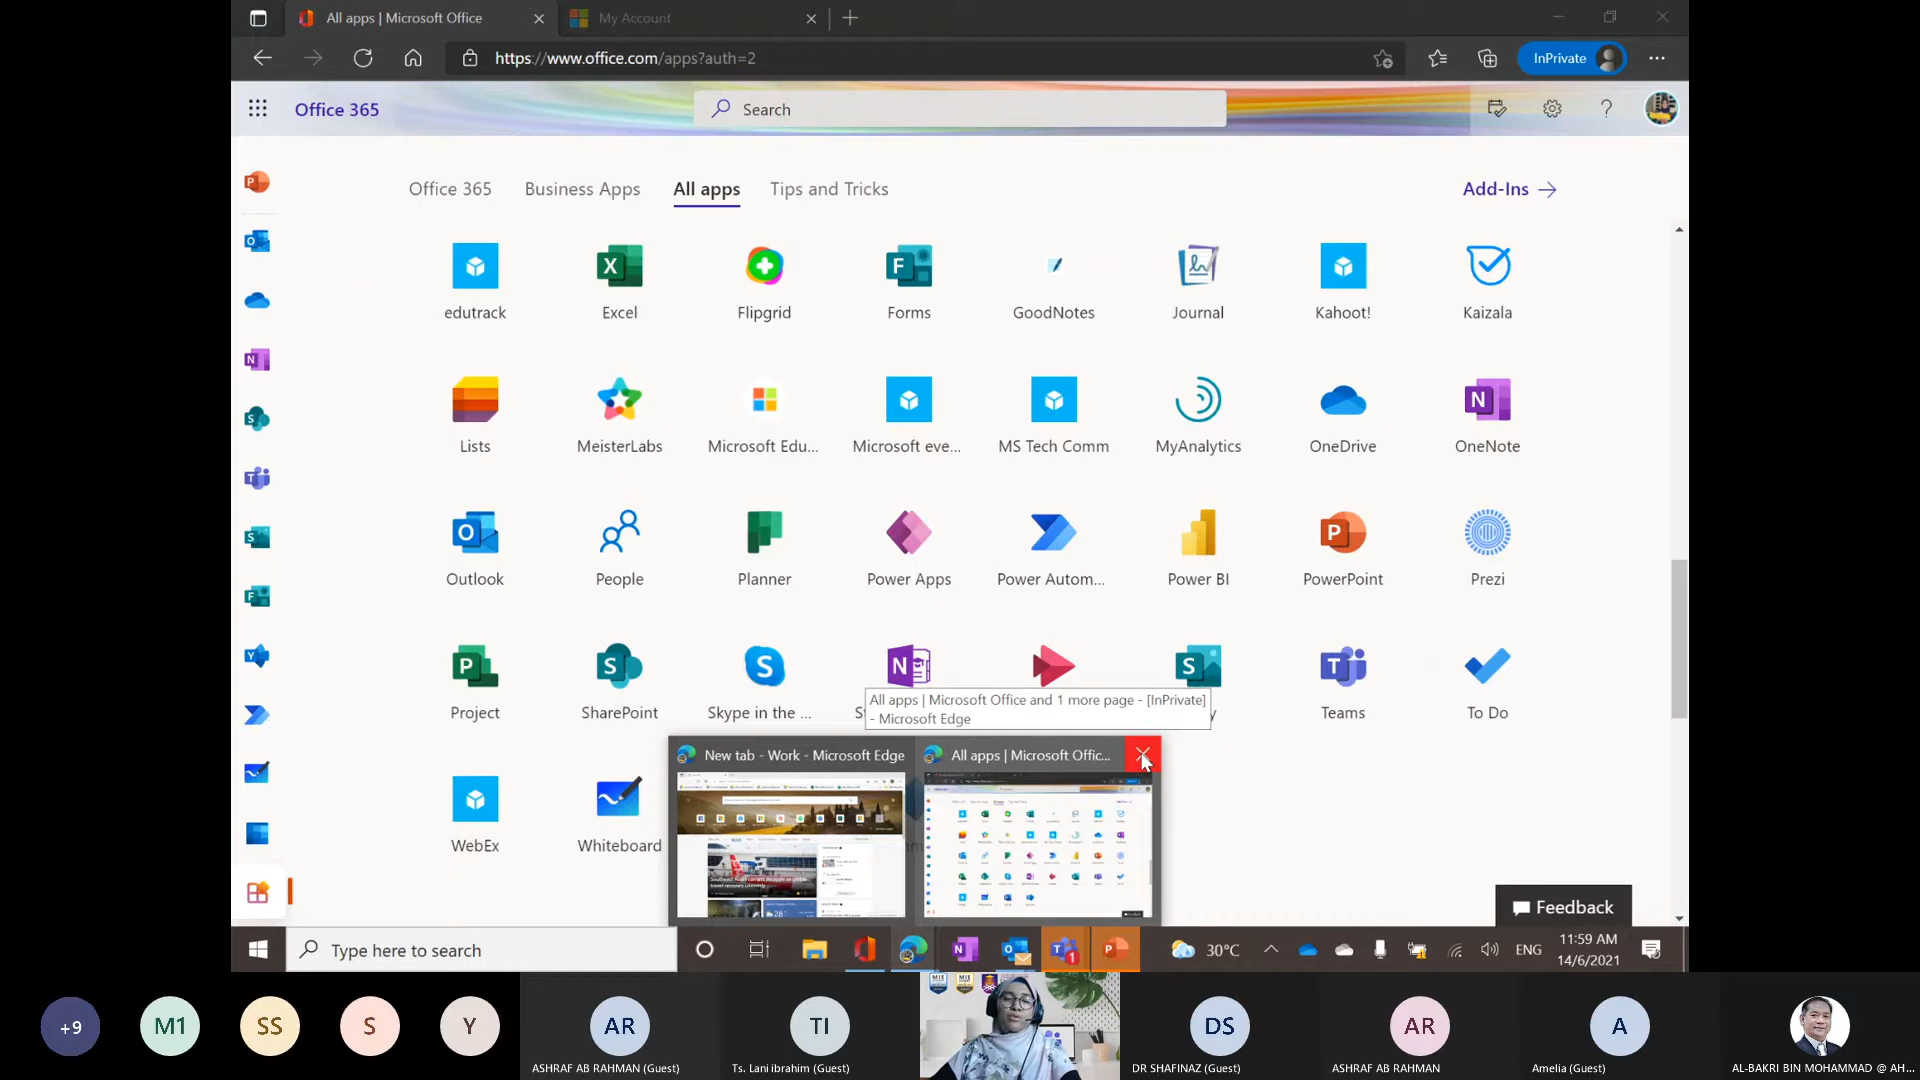 All apps | Microsoft Office
My Account
https://www.office.com/apps?auth=2
InPrivate
Office 365
Search
Office 365 Business Apps All apps Tips and Tricks
Add-Ins
edutrack Excel Flipgrid Forms GoodNotes Journal Kahoot! Kaizala
Lists MeisterLabs Microsoft Edu... Microsoft eve... MS Tech Comm MyAnalytics OneDrive OneNote
Outlook People Planner Power Apps Power Autom... Power BI PowerPoint Prezi
Project SharePoint Skype in the ... Teams To Do
All apps | Microsoft Office and 1 more page - [InPrivate]
- Microsoft Edge
New tab - Work - Microsoft Edge
All apps | Microsoft Offic...
WebEx Whiteboard
Feedback
Type here to search
1
30°C
ENG
11:59 AM
14/6/2021
+9
M1
SS
S
Y
AR
ASHRAF AB RAHMAN (Guest)
TI
Ts. Lani ibrahim (Guest)
DS
DR SHAFINAZ (Guest)
AR
ASHRAF AB RAHMAN
A
Amelia (Guest)
AL-BAKRI BIN MOHAMMAD @ AH...